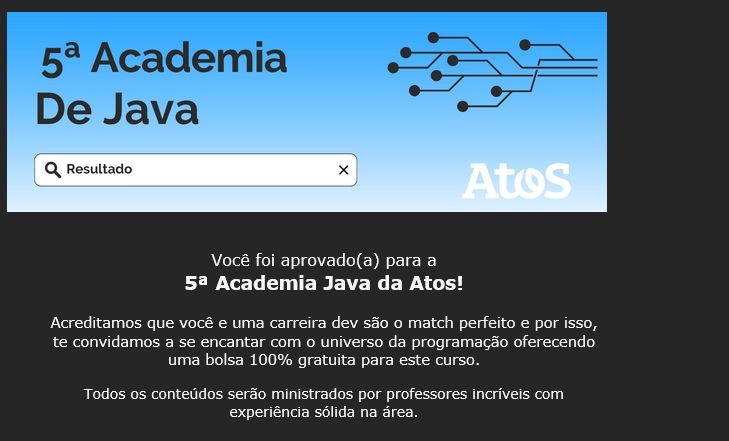 5ª Academia
De Java
Resultado
Atos
Você foi aprovado(a) para a
5ª Academia Java da Atos!
Acreditamos que você e uma carreira dev são o match perfeito e por isso,
te convidamos a se encantar com o universo da programação oferecendo
uma bolsa 100% gratuita para este curso.
Todos os conteúdos serão ministrados por professores incríveis com
experiência sólida na área.